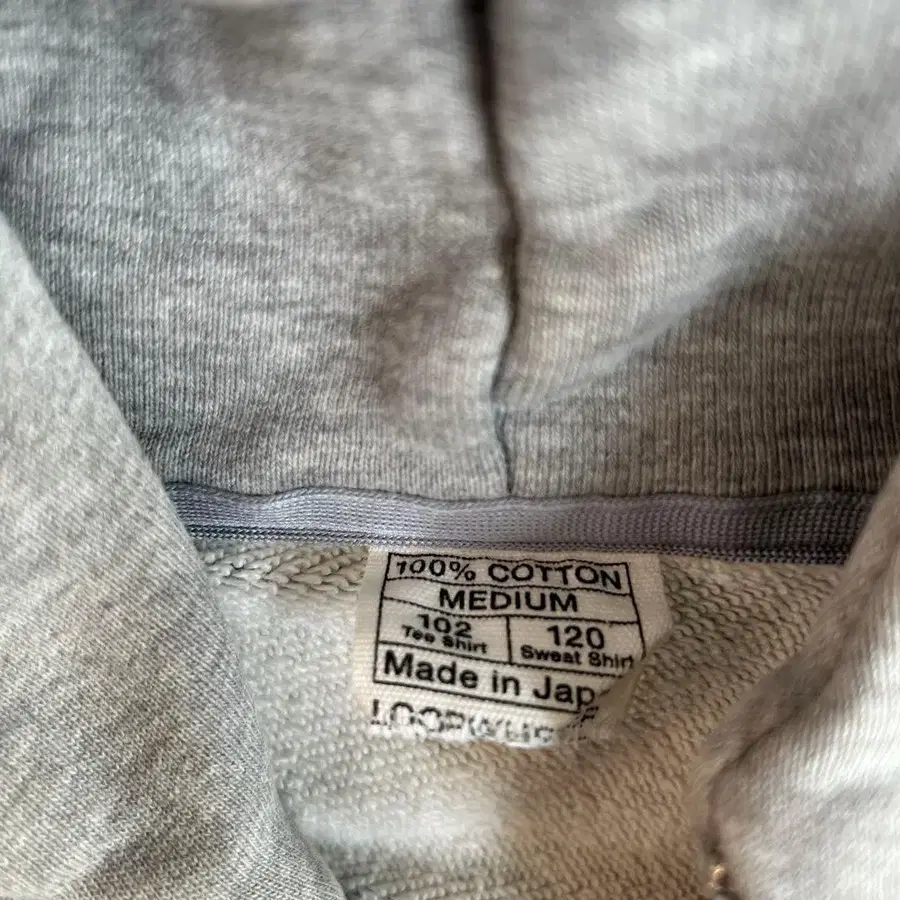 100% COTTON
MEDIUM
102 120
Tee Shirt Sweat Shirt
Made in Jap